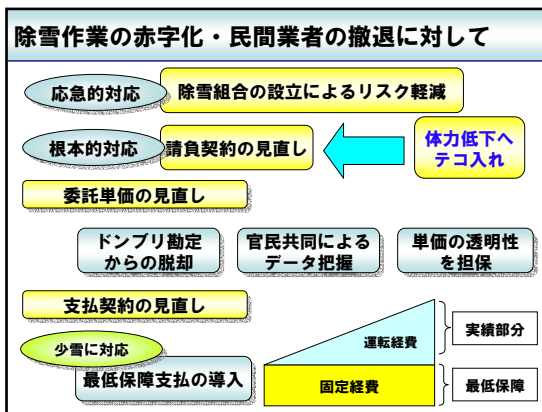 除雪作業の赤字化・民間業者の撤退に対して
応急的対応
除雪組合の設立によるリスク軽減
根本的対応
請負契約の見直し
体力低下へ
テコ入れ
委託単価の見直し
ドンブリ勘定
からの脱却
官民共同による
データ把握
単価の透明性
を担保
支払契約の見直し
少雪に対応
最低保障支払の導入
運転経費
実績部分
固定経費
最低保障